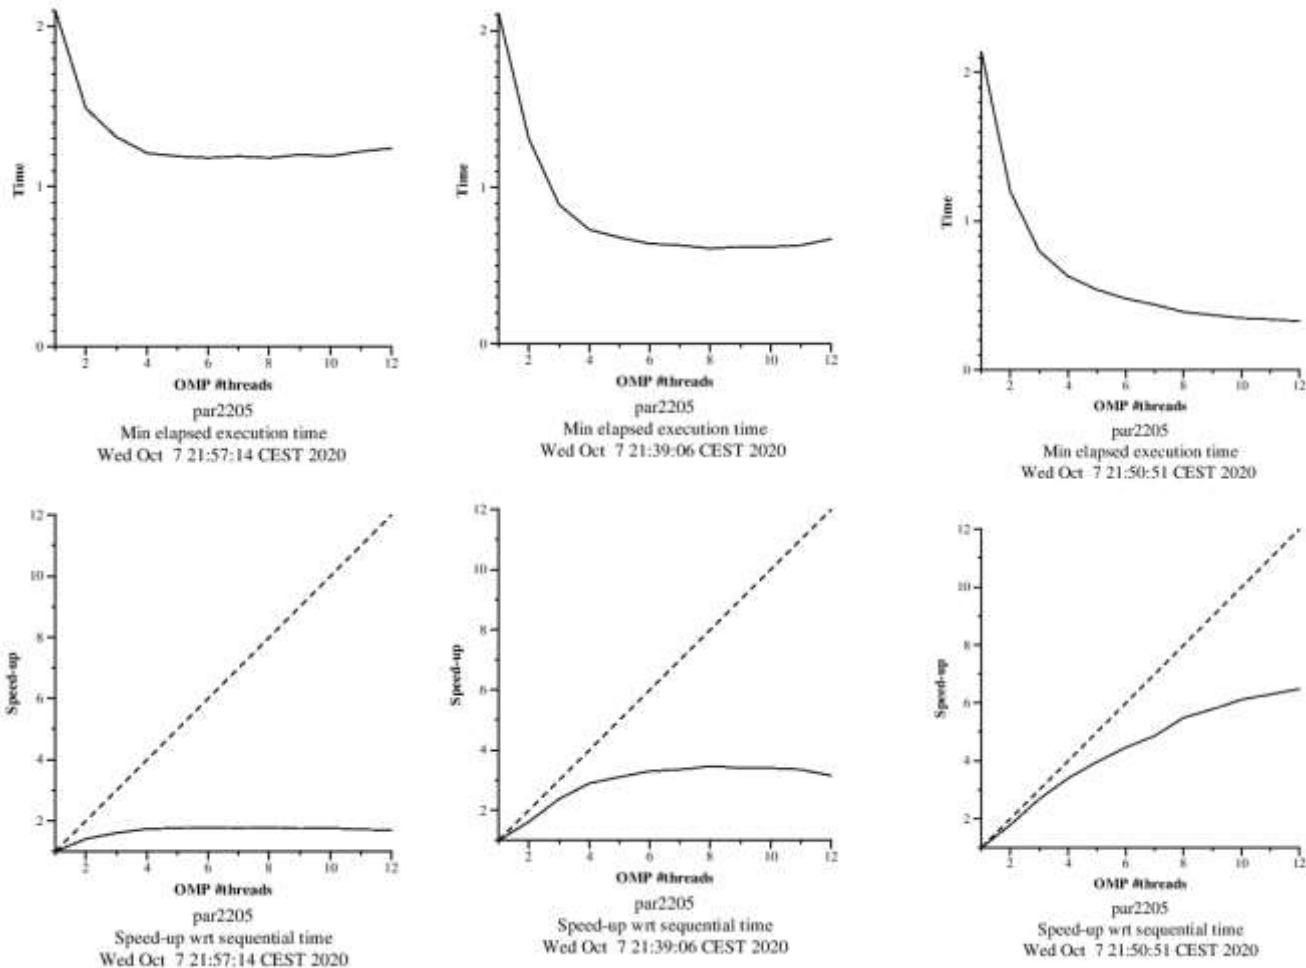 2
1
0
Time
2
4
6
8
10
12
OMP #threads
par2205
Min elapsed execution time
Wed Oct 7 21:57:14 CEST 2020
2
1
0
Time
2
4
6
8
10
12
OMP #threads
par2205
Min elapsed execution time
Wed Oct 7 21:39:06 CEST 2020
2
1
0
Time
2
4
6
8
10
12
OMP #threads
par2205
Min elapsed execution time
Wed Oct 7 21:50:51 CEST 2020
12
10
8
6
4
2
Speed-up
2
4
6
8
10
12
OMP #threads
par2205
Speed-up wrt sequential time
Wed Oct 7 21:57:14 CEST 2020
12
10
8
6
4
2
Speed-up
2
4
6
8
10
12
OMP #threads
par2205
Speed-up wrt sequential time
Wed Oct 7 21:39:06 CEST 2020
12
10
8
6
4
2
Speed-up
2
4
6
8
10
12
OMP #threads
par2205
Speed-up wrt sequential time
Wed Oct 7 21:50:51 CEST 2020